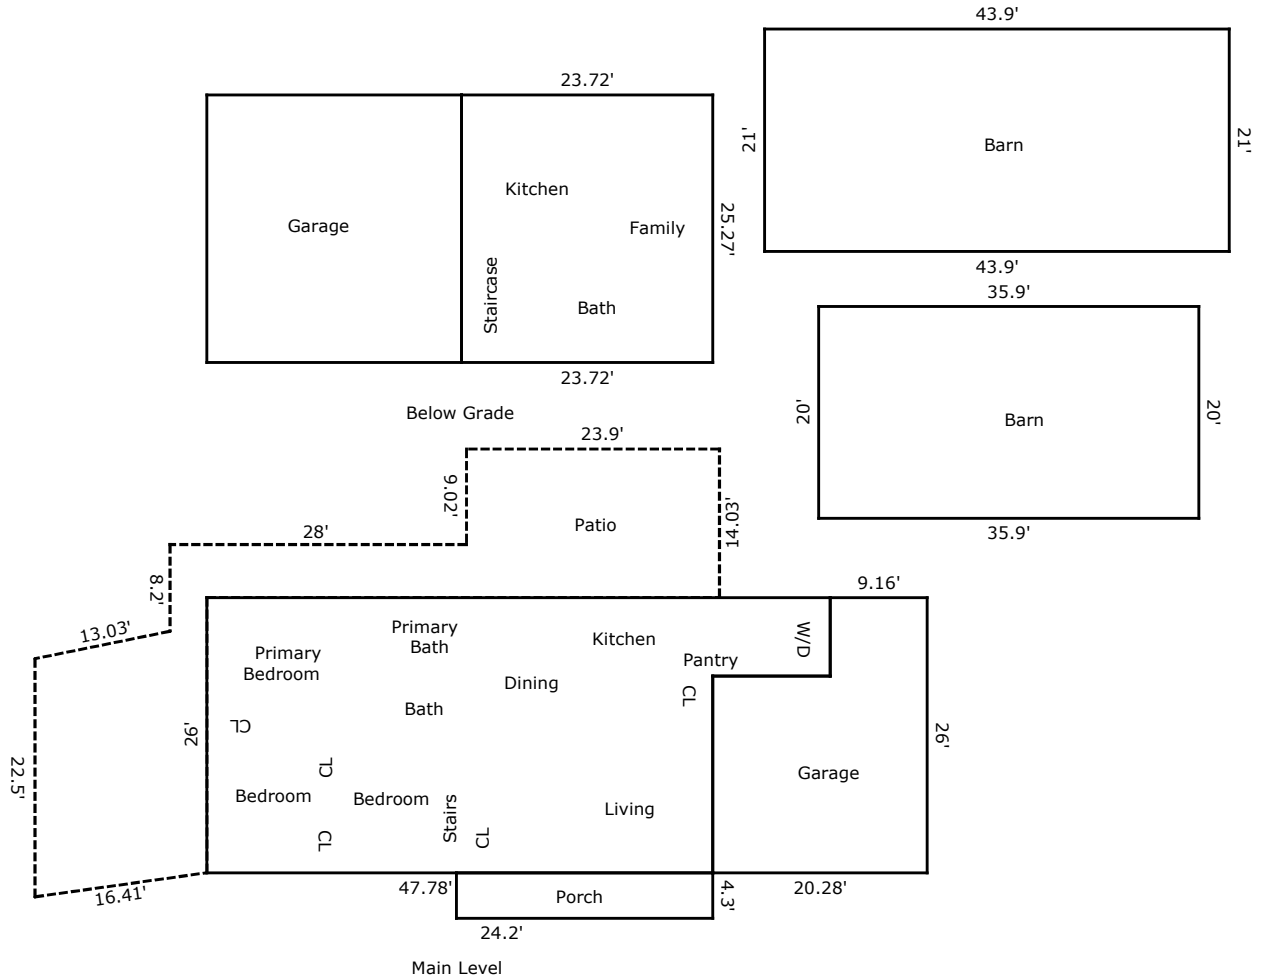 43.9'
21'
Barn
21'
43.9'
23.72'
Garage
Kitchen
Family
Staircase
Bath
25.27'
23.72'
Below Grade
35.9'
20'
Barn
20'
35.9'
23.9'
9.02'
Patio
14.03'
28'
8.2'
13.03'
22.5'
16.41'
26'
Primary
Bedroom
Primary
Bath
Kitchen
Dining
Pantry
W/D
CL
Bath
CL
CL
Bedroom
Bedroom
CL
Stairs
CL
Living
9.16'
Garage
26'
47.78'
Porch
4.3'
20.28'
24.2'
Main Level